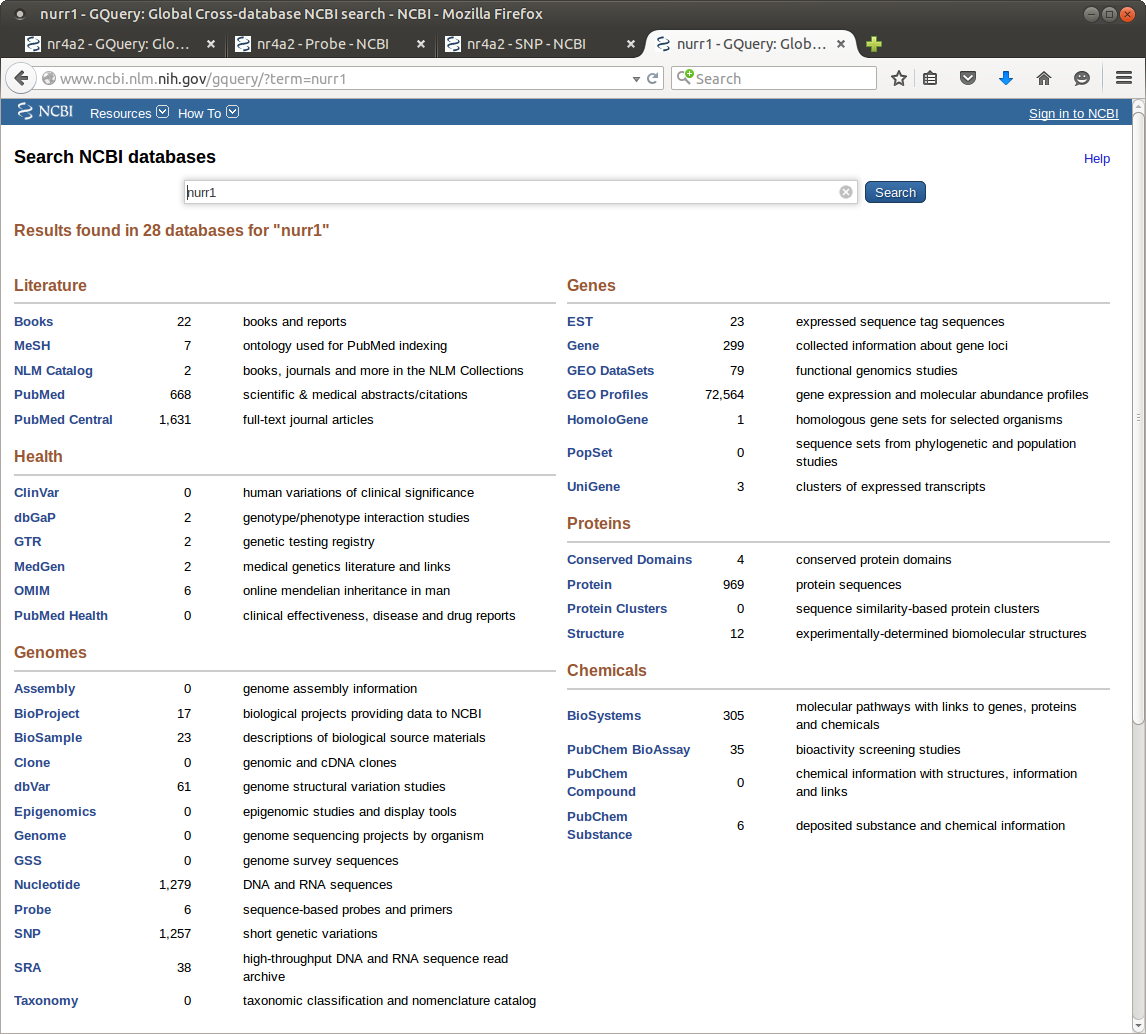 nurr1 - GQuery: Global Cross-database NCBI search - NCBI - Mozilla Firefox
nr4a2 - GQuery: Glo... nr4a2 - Probe - NCBI nr4a2 - SNP - NCBI nurr1 - GQuery: Glob...
www.ncbi.nlm.nih.gov/gquery/?term=nurr1 Search
NCBI Resources How To Sign in to NCBI
Search NCBI databases Help
nurr1 Search
Results found in 28 databases for "nurr1"
Literature
Books 22 books and reports
MeSH 7 ontology used for PubMed indexing
NLM Catalog 2 books, journals and more in the NLM Collections
PubMed 668 scientific & medical abstracts/citations
PubMed Central 1,631 full-text journal articles
Health
ClinVar 0 human variations of clinical significance
dbGaP 2 genotype/phenotype interaction studies
GTR 2 genetic testing registry
MedGen 2 medical genetics literature and links
OMIM 6 online mendelian inheritance in man
PubMed Health 0 clinical effectiveness, disease and drug reports
Genomes
Assembly 0 genome assembly information
BioProject 17 biological projects providing data to NCBI
BioSample 23 descriptions of biological source materials
Clone 0 genomic and cDNA clones
dbVar 61 genome structural variation studies
Epigenomics 0 epigenomic studies and display tools
Genome 0 genome sequencing projects by organism
GSS 0 genome survey sequences
Nucleotide 1,279 DNA and RNA sequences
Probe 6 sequence-based probes and primers
SNP 1,257 short genetic variations
SRA 38 high-throughput DNA and RNA sequence read
archive
Taxonomy 0 taxonomic classification and nomenclature catalog
Genes
EST 23 expressed sequence tag sequences
Gene 299 collected information about gene loci
GEO DataSets 79 functional genomics studies
GEO Profiles 72,564 gene expression and molecular abundance profiles
HomoloGene 1 homologous gene sets for selected organisms
PopSet 0 sequence sets from phylogenetic and population
studies
UniGene 3 clusters of expressed transcripts
Proteins
Conserved Domains 4 conserved protein domains
Protein 969 protein sequences
Protein Clusters 0 sequence similarity-based protein clusters
Structure 12 experimentally-determined biomolecular structures
Chemicals
BioSystems 305 molecular pathways with links to genes, proteins
and chemicals
PubChem BioAssay 35 bioactivity screening studies
PubChem
Compound 0 chemical information with structures, information
and links
PubChem
Substance 6 deposited substance and chemical information